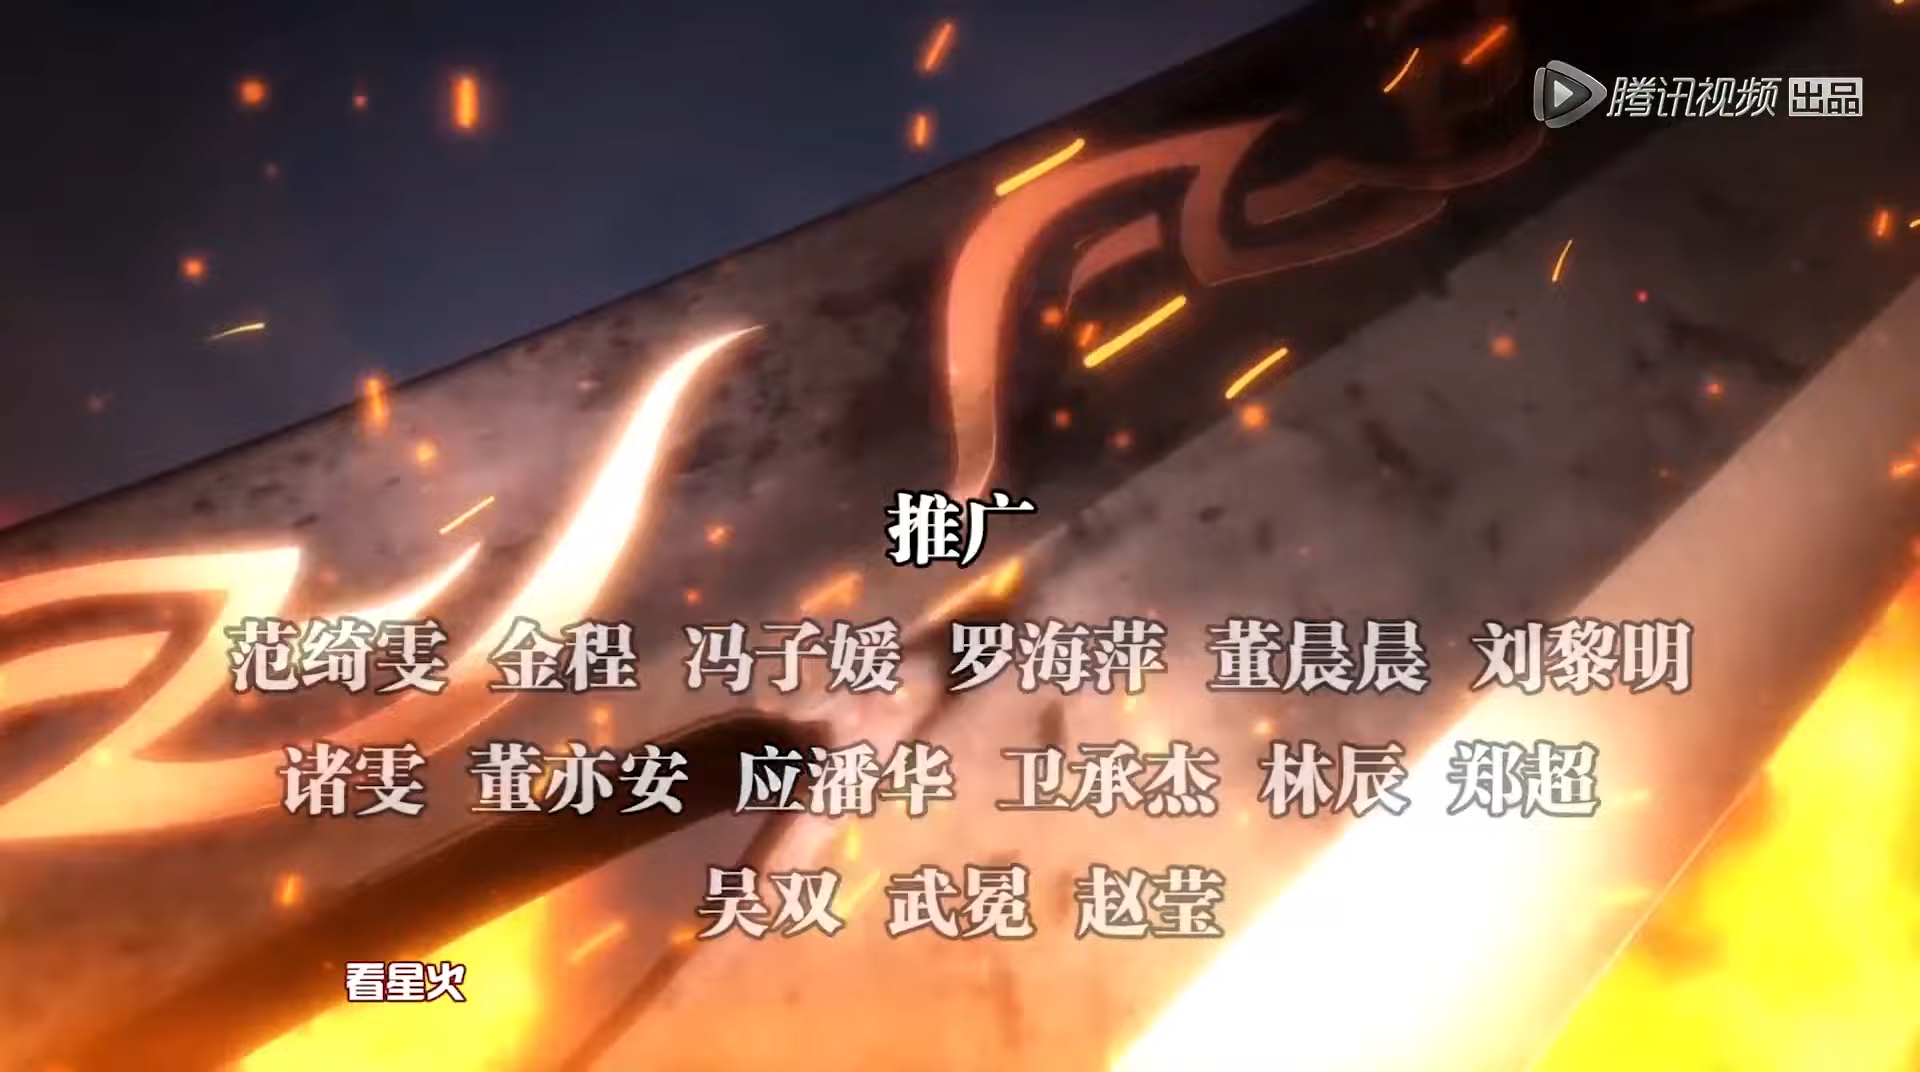 腾讯视频 出品
推广
范绮雯 金程 冯子媛 罗海萍 董晨晨 刘黎明
诸雯 董亦安 应潘华 卫承杰 林辰 郑超
吴双 武冕 赵莹
看星火